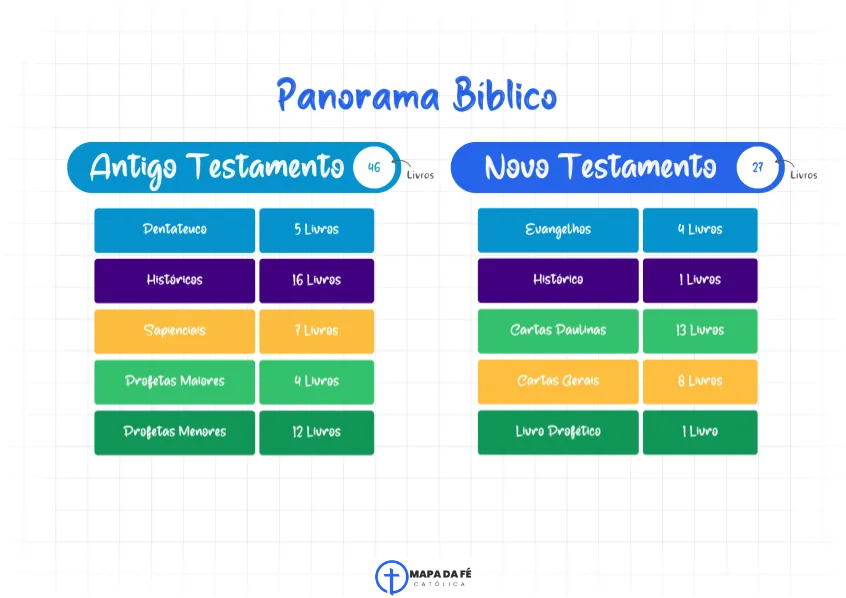 Panorama Bíblico
Antigo Testamento 46
Livros
Pentateuco 5 Livros
Históricos 16 Livros
Sapienciais 7 Livros
Profetas Maiores 4 Livros
Profetas Menores 12 Livros
Novo Testamento 27
Livros
Evangelhos 4 Livros
Histórico 1 Livros
Cartas Paulinas 13 Livros
Cartas Gerais 8 Livros
Livro Profético 1 Livro
MAPA DA FÉ
CATÓLICA